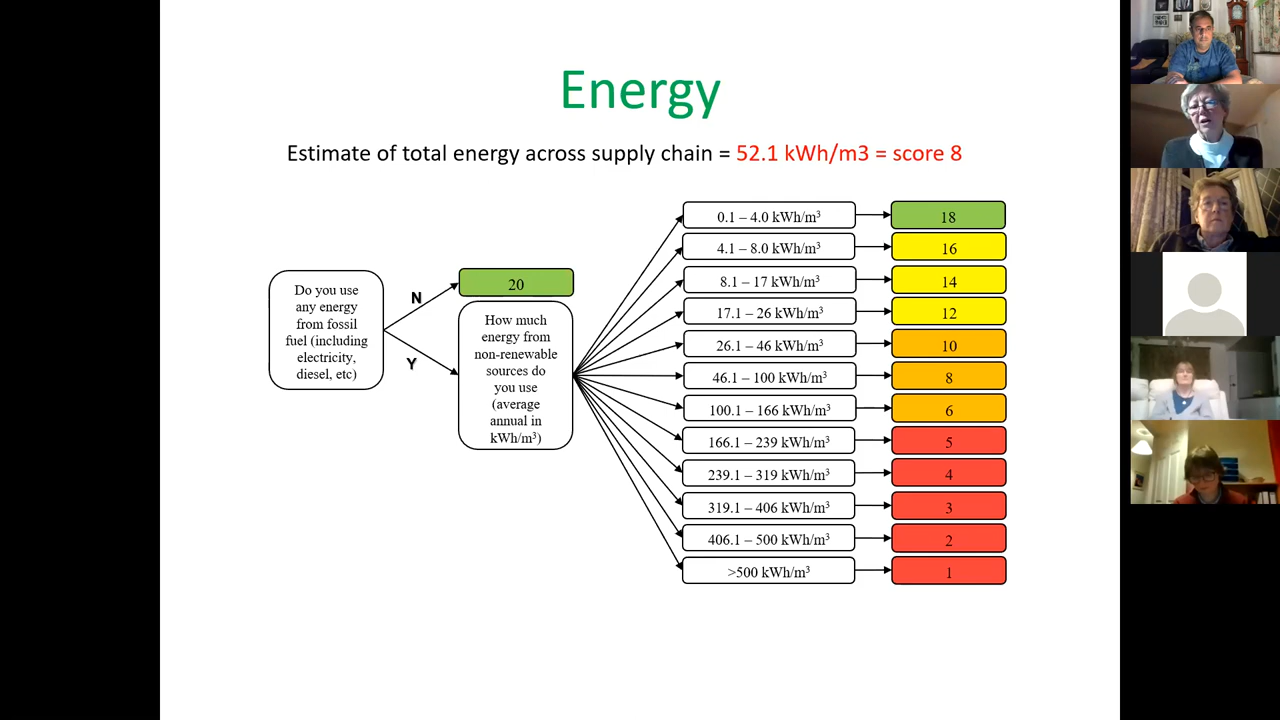 Energy
Estimate of total energy across supply chain = 52.1 kWh/m3 = score 8
Do you use
any energy
from fossil
fuel (including
electricity,
diesel, etc)
N
Y
20
How much
energy from
non-renewable
sources do
you use
(average
annual in
kWh/m³)
0.1 – 4.0 kWh/m³
18
4.1 – 8.0 kWh/m³
16
8.1 – 17 kWh/m³
14
17.1 – 26 kWh/m³
12
26.1 – 46 kWh/m³
10
46.1 – 100 kWh/m³
8
100.1 – 166 kWh/m³
6
166.1 – 239 kWh/m³
5
239.1 – 319 kWh/m³
4
319.1 – 406 kWh/m³
3
406.1 – 500 kWh/m³
2
>500 kWh/m³
1